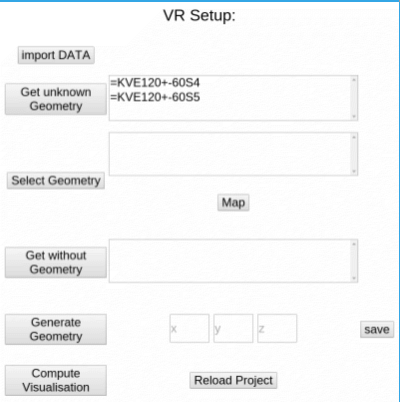 VR Setup:
import DATA
Get unknown
Geometry
=KVE120+-60S4
=KVE120+-60S5
Select Geometry
Map
Get without
Geometry
Generate
Geometry
x y z
save
Compute
Visualisation
Reload Project